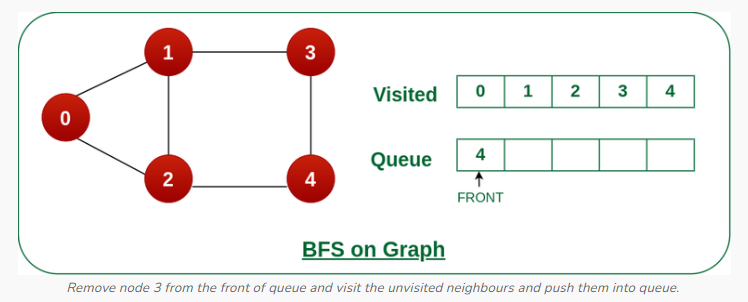 1
3
0
2
4
Visited 0 1 2 3 4
Queue 4
FRONT
BFS on Graph
Remove node 3 from the front of queue and visit the unvisited neighbours and push them into queue.